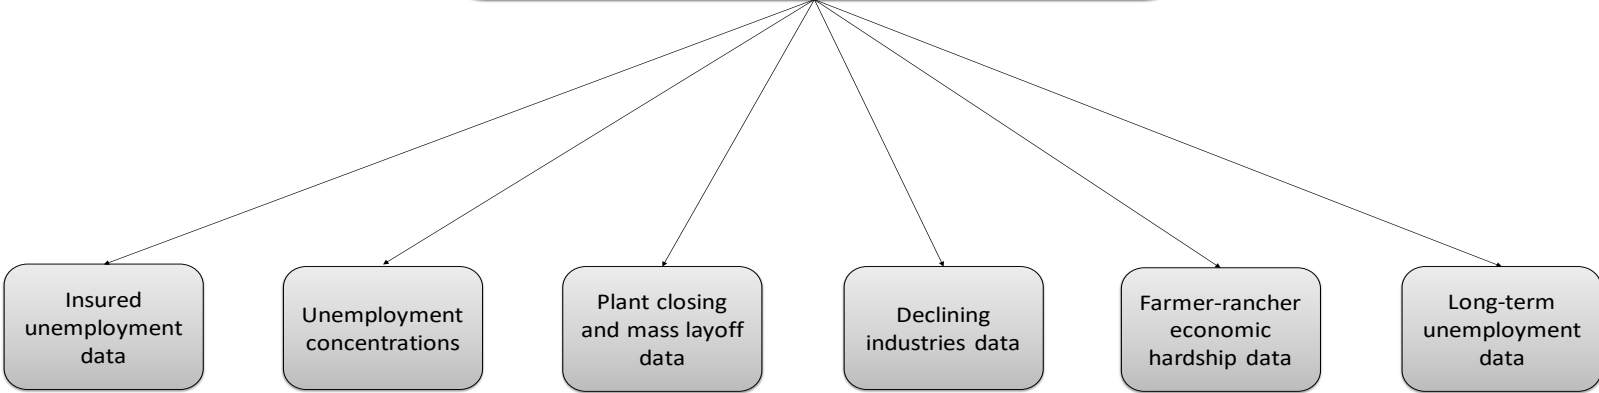 Insured
unemployment
data
Unemployment
concentrations
Plant closing
and mass layoff
data
Declining
industries data
Farmer-rancher
economic
hardship data
Long-term
unemployment
data